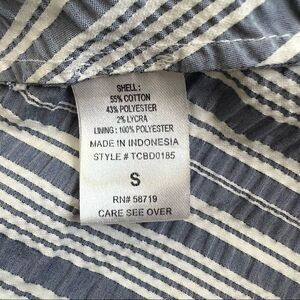 SHELL :
55% COTTON
43% POLYESTER
2% LYCRA
LINING : 100% POLYESTER
MADE IN INDONESIA
STYLE # TCBD0185
S
RN# 58719
CARE SEE OVER